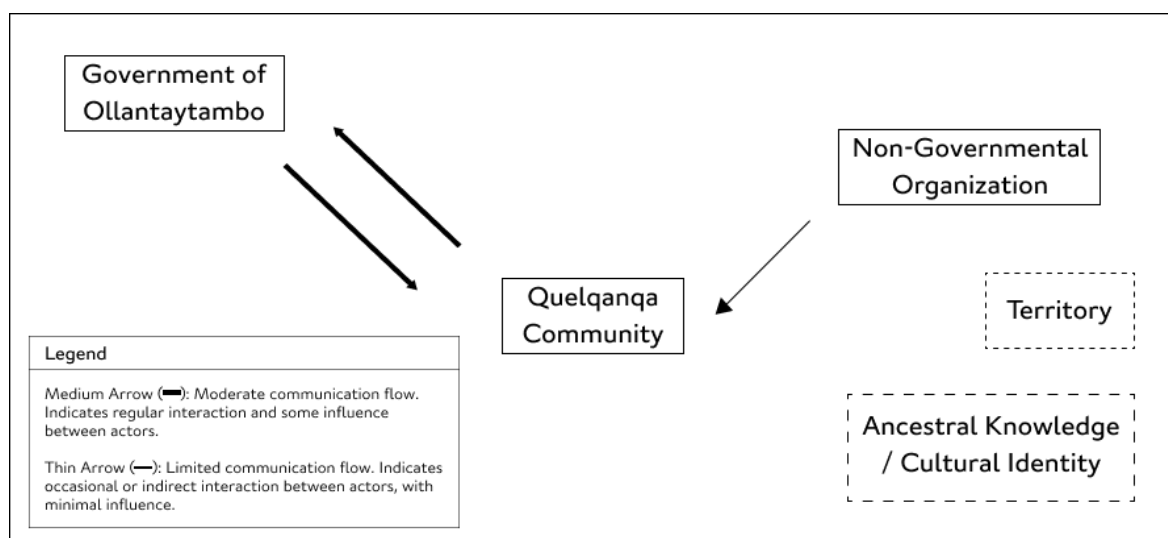 Government of
Ollantaytambo
Non-Governmental
Organization
Quelqanqa
Community
Territory
Ancestral Knowledge
/ Cultural Identity
Legend
Medium Arrow (▬): Moderate communication flow.
Indicates regular interaction and some influence
between actors.
Thin Arrow (—): Limited communication flow. Indicates
occasional or indirect interaction between actors, with
minimal influence.